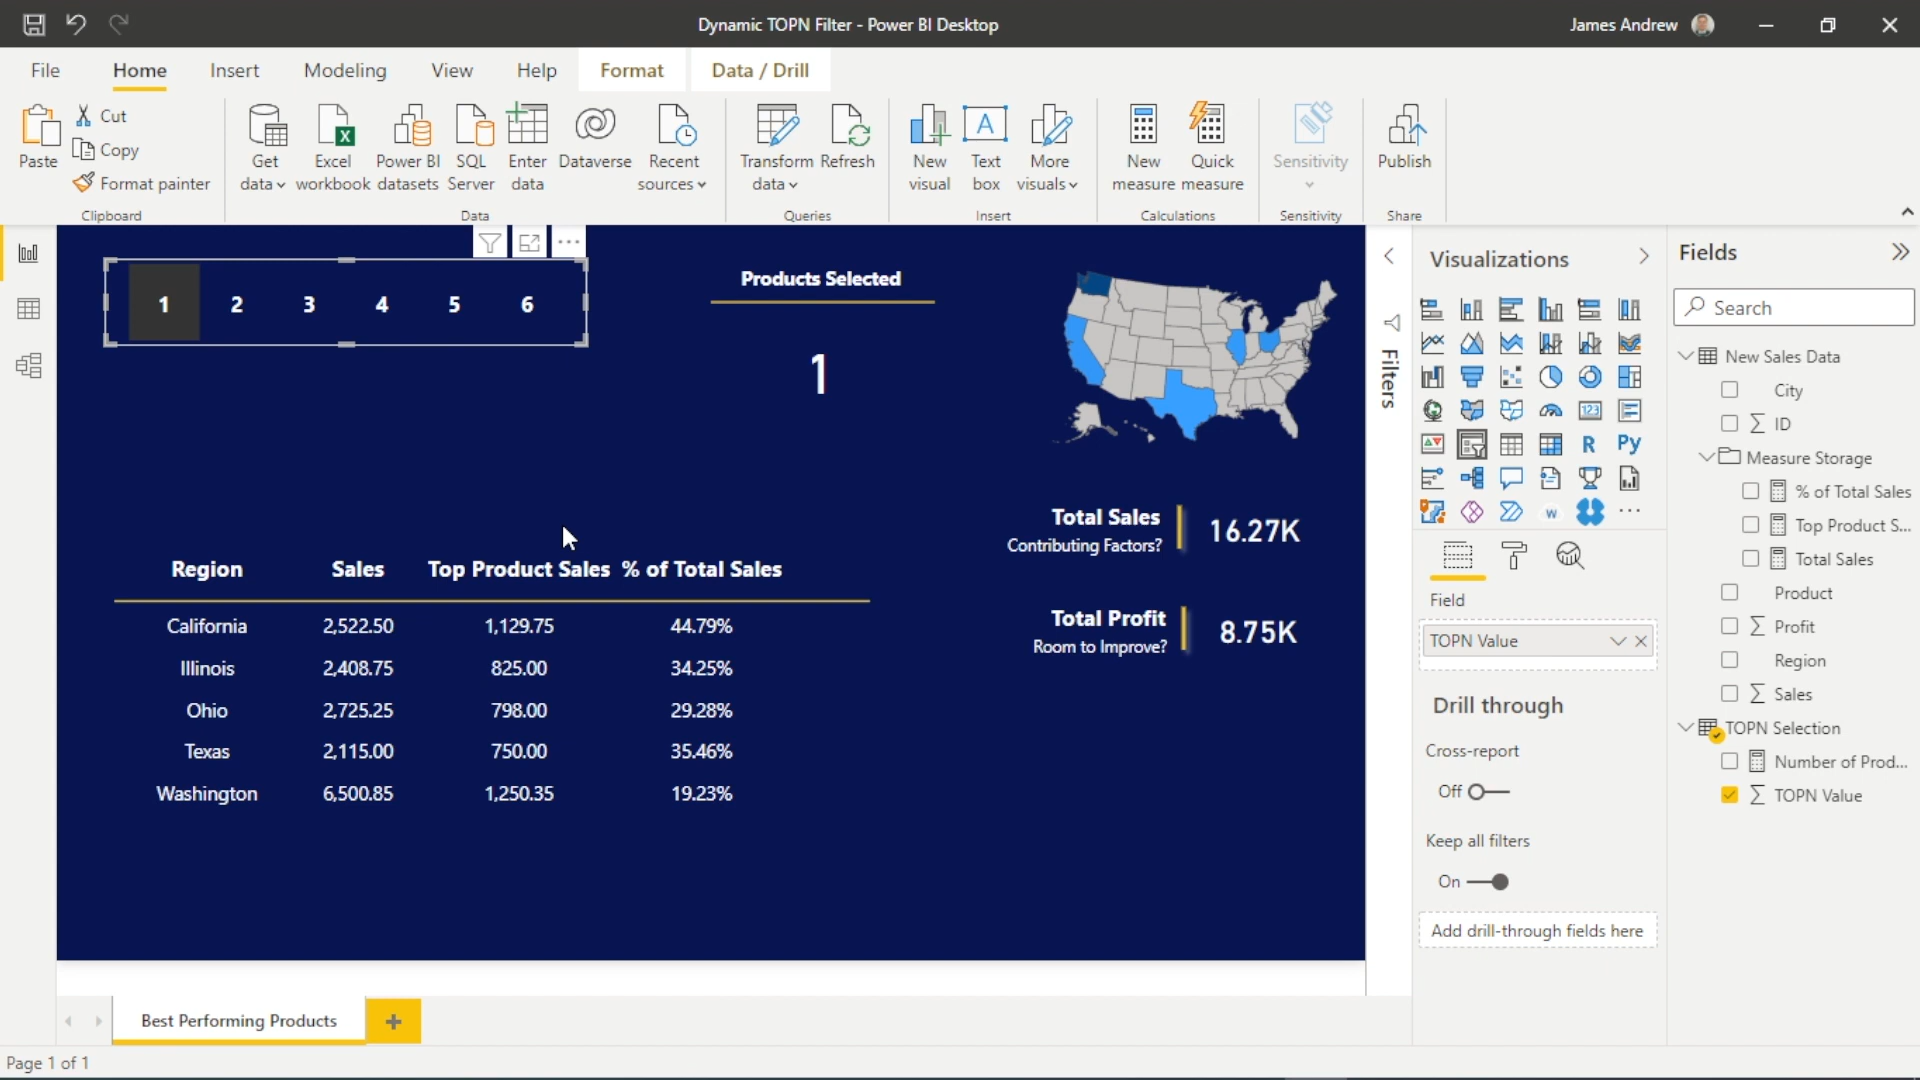 Dynamic TOPN Filter - Power BI Desktop
James Andrew
File Home Insert Modeling View Help Format Data / Drill
Paste
Cut
Copy
Format painter
Clipboard
Get data
Excel workbook
Power BI datasets
SQL Server
Enter data
Dataverse
Recent sources
Data
Transform data
Refresh
Queries
New visual
A
Text box
More visuals
Insert
New measure
Quick measure
Calculations
Sensitivity
Sensitivity
Publish
Share
1 2 3 4 5 6
Products Selected
1
Total Sales
Contributing Factors?
16.27K
Total Profit
Room to Improve?
8.75K
Region Sales Top Product Sales % of Total Sales
California 2,522.50 1,129.75 44.79%
Illinois 2,408.75 825.00 34.25%
Ohio 2,725.25 798.00 29.28%
Texas 2,115.00 750.00 35.46%
Washington 6,500.85 1,250.35 19.23%
Filters
Visualizations
123
R Py
W
Field
TOPN Value
Drill through
Cross-report
Off
Keep all filters
On
Add drill-through fields here
Fields
Search
New Sales Data
City
ID
Measure Storage
% of Total Sales
Top Product S...
Total Sales
Product
Profit
Region
Sales
TOPN Selection
Number of Prod...
TOPN Value
Best Performing Products
Page 1 of 1